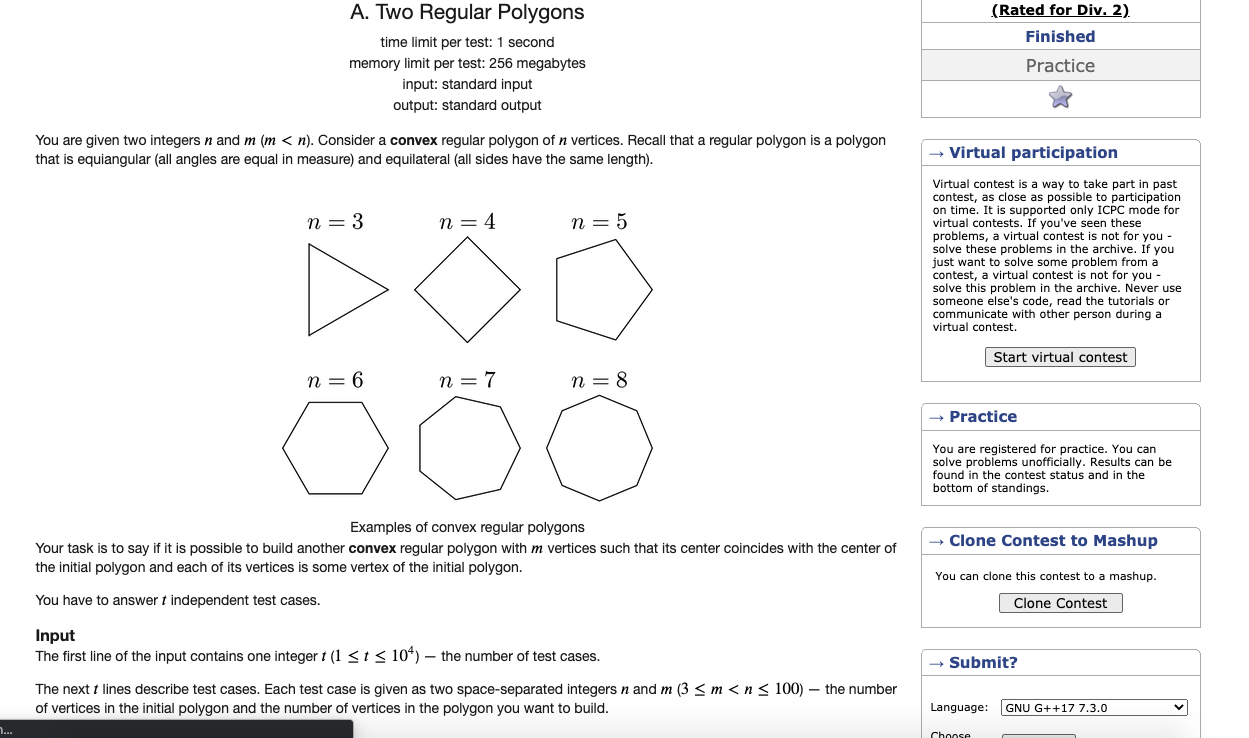 A. Two Regular Polygons
time limit per test: 1 second
memory limit per test: 256 megabytes
input: standard input
output: standard output
You are given two integers n and m (m < n). Consider a convex regular polygon of n vertices. Recall that a regular polygon is a polygon
that is equiangular (all angles are equal in measure) and equilateral (all sides have the same length).
n = 3
n = 4
n = 5
n = 6
n = 7
n = 8
Examples of convex regular polygons
Your task is to say if it is possible to build another convex regular polygon with m vertices such that its center coincides with the center of
the initial polygon and each of its vertices is some vertex of the initial polygon.
You have to answer t independent test cases.
Input
The first line of the input contains one integer t (1 ≤ t ≤ 10⁴) — the number of test cases.
The next t lines describe test cases. Each test case is given as two space-separated integers n and m (3 ≤ m < n ≤ 100) — the number
of vertices in the initial polygon and the number of vertices in the polygon you want to build.
(Rated for Div. 2)
Finished
Practice
→ Virtual participation
Virtual contest is a way to take part in past
contest, as close as possible to participation
on time. It is supported only ICPC mode for
virtual contests. If you've seen these
problems, a virtual contest is not for you -
solve these problems in the archive. If you
just want to solve some problem from a
contest, a virtual contest is not for you -
solve this problem in the archive. Never use
someone else's code, read the tutorials or
communicate with other person during a
virtual contest.
Start virtual contest
→ Practice
You are registered for practice. You can
solve problems unofficially. Results can be
found in the contest status and in the
bottom of standings.
→ Clone Contest to Mashup
You can clone this contest to a mashup.
Clone Contest
→ Submit?
Language: GNU G++17 7.3.0
Choose